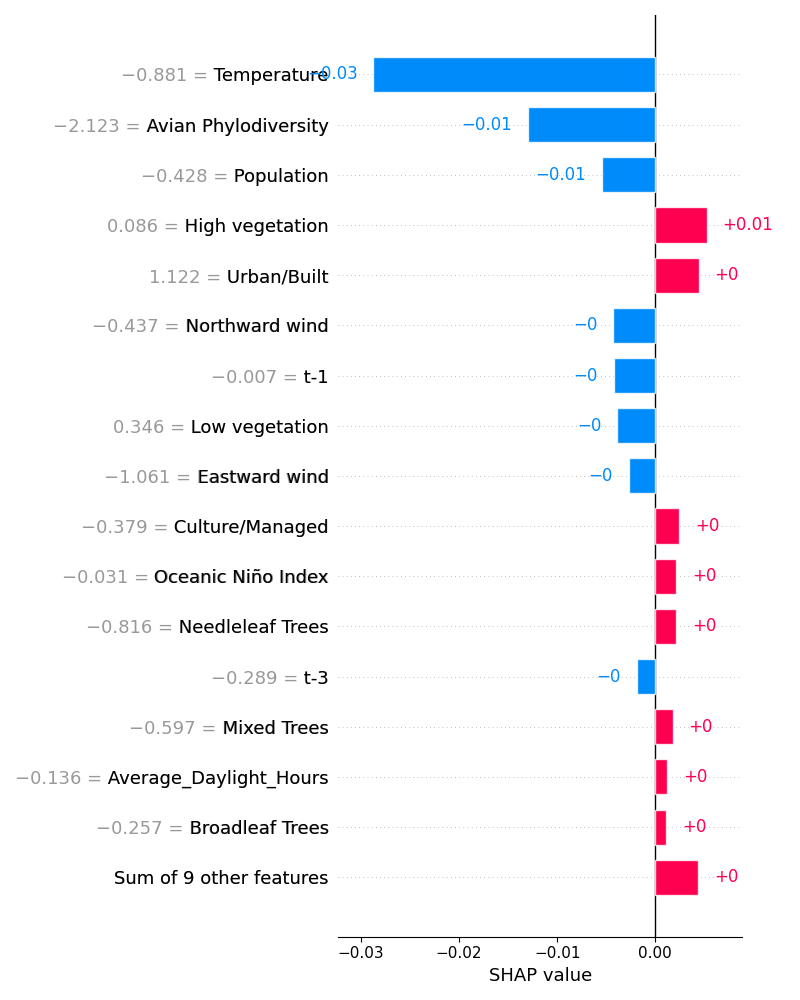 −0.881 = Temperature −0.03
−2.123 = Avian Phylodiversity −0.01
−0.428 = Population −0.01
0.086 = High vegetation +0.01
1.122 = Urban/Built +0
−0.437 = Northward wind −0
−0.007 = t-1 −0
0.346 = Low vegetation −0
−1.061 = Eastward wind −0
−0.379 = Culture/Managed +0
−0.031 = Oceanic Niño Index +0
−0.816 = Needleleaf Trees +0
−0.289 = t-3 −0
−0.597 = Mixed Trees +0
−0.136 = Average_Daylight_Hours +0
−0.257 = Broadleaf Trees +0
Sum of 9 other features +0
−0.03 −0.02 −0.01 0.00
SHAP value